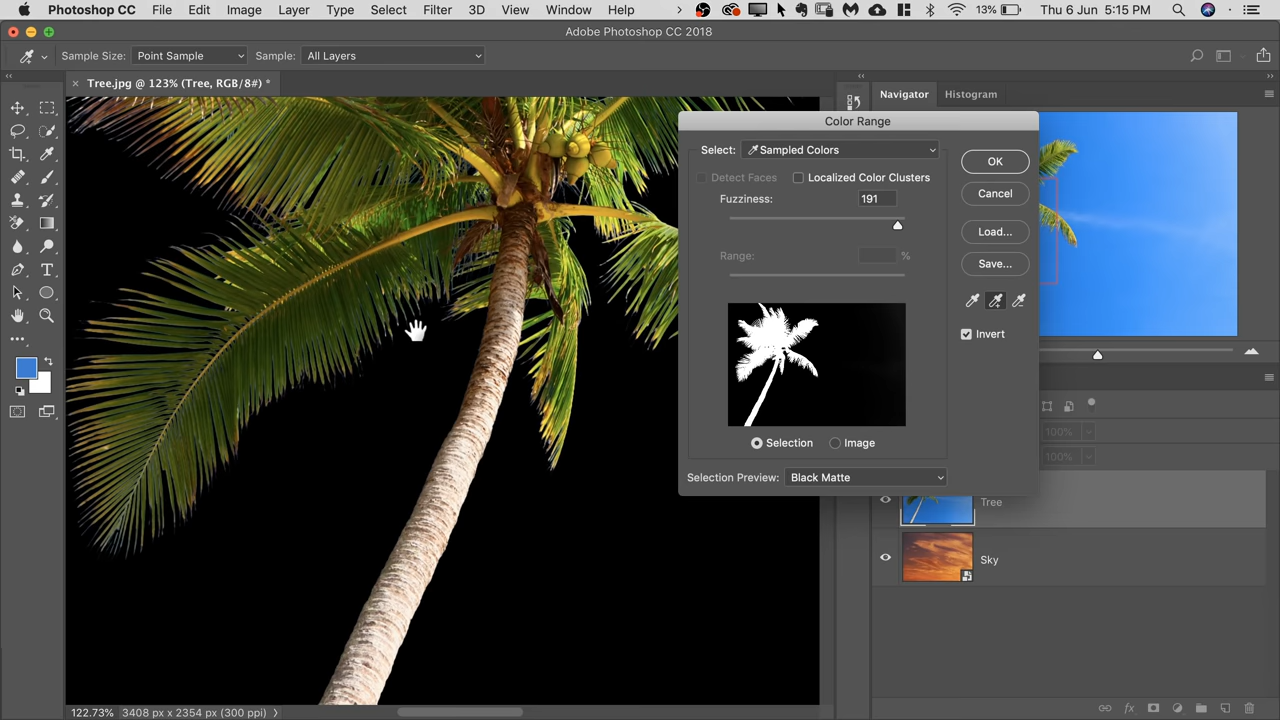 Photoshop CC File Edit Image Layer Type Select Filter 3D View Window Help 13% Thu 6 Jun 5:15 PM
Adobe Photoshop CC 2018
Sample Size: Point Sample Sample: All Layers
Tree.jpg @ 123% (Tree, RGB/8#) *
Navigator Histogram
Color Range
Select: Sampled Colors
OK
Detect Faces Localized Color Clusters
Fuzziness: 191
Cancel
Load...
Range: %
Save...
Invert
100%
Selection Image
100%
Selection Preview: Black Matte
Tree
Sky
122.73% 3408 px x 2354 px (300 ppi)
fx